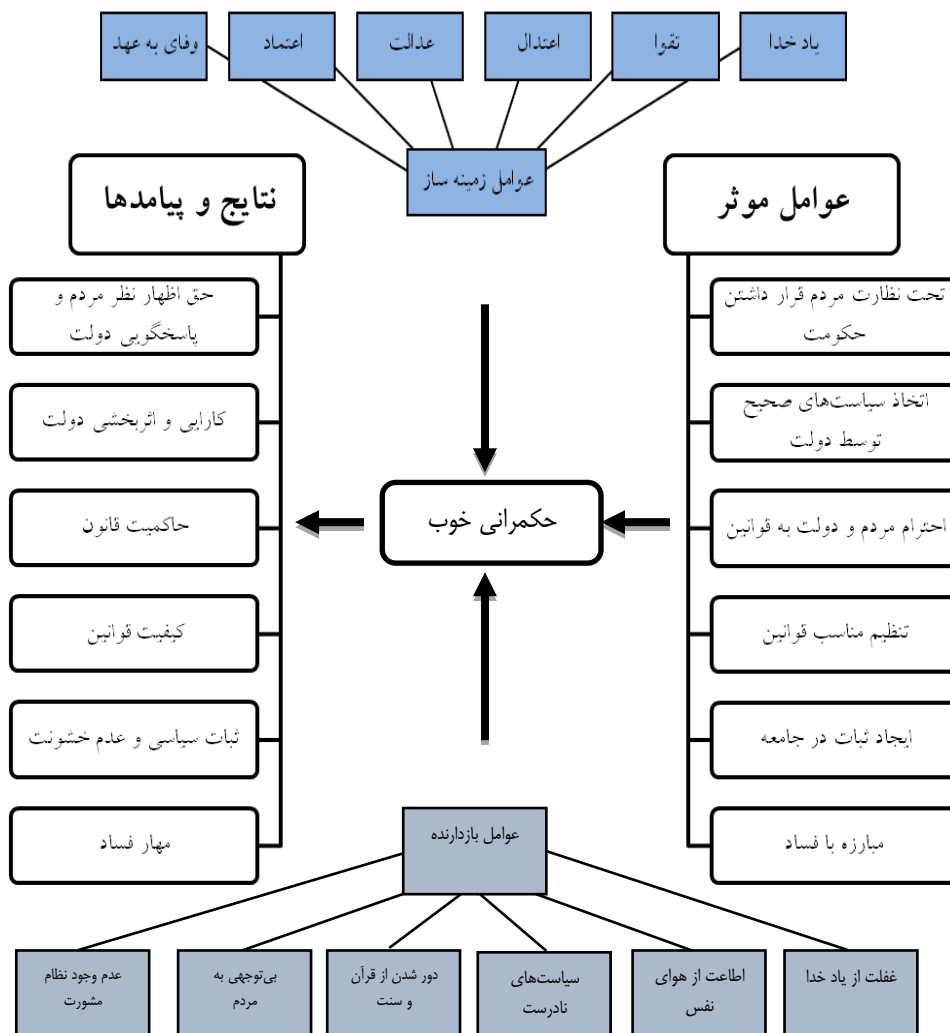 یاد خدا
تقوا
اعتدال
عدالت
اعتماد
وفای به عهد
عوامل زمینه ساز
عوامل موثر
تحت نظارت مردم قرار داشتن
حکومت
اتخاذ سیاست‌های صحیح
توسط دولت
احترام مردم و دولت به قوانین
تنظیم مناسب قوانین
ایجاد ثبات در جامعه
مبارزه با فساد
حکمرانی خوب
نتایج و پیامدها
حق اظهار نظر مردم و
پاسخگویی دولت
کارایی و اثربخشی دولت
حاکمیت قانون
کیفیت قوانین
ثبات سیاسی و عدم خشونت
مهار فساد
عوامل بازدارنده
غفلت از یاد خدا
اطاعت از هوای
نفس
سیاست‌های
نادرست
دور شدن از قرآن
و سنت
بی‌توجهی به
مردم
عدم وجود نظام
مشورت